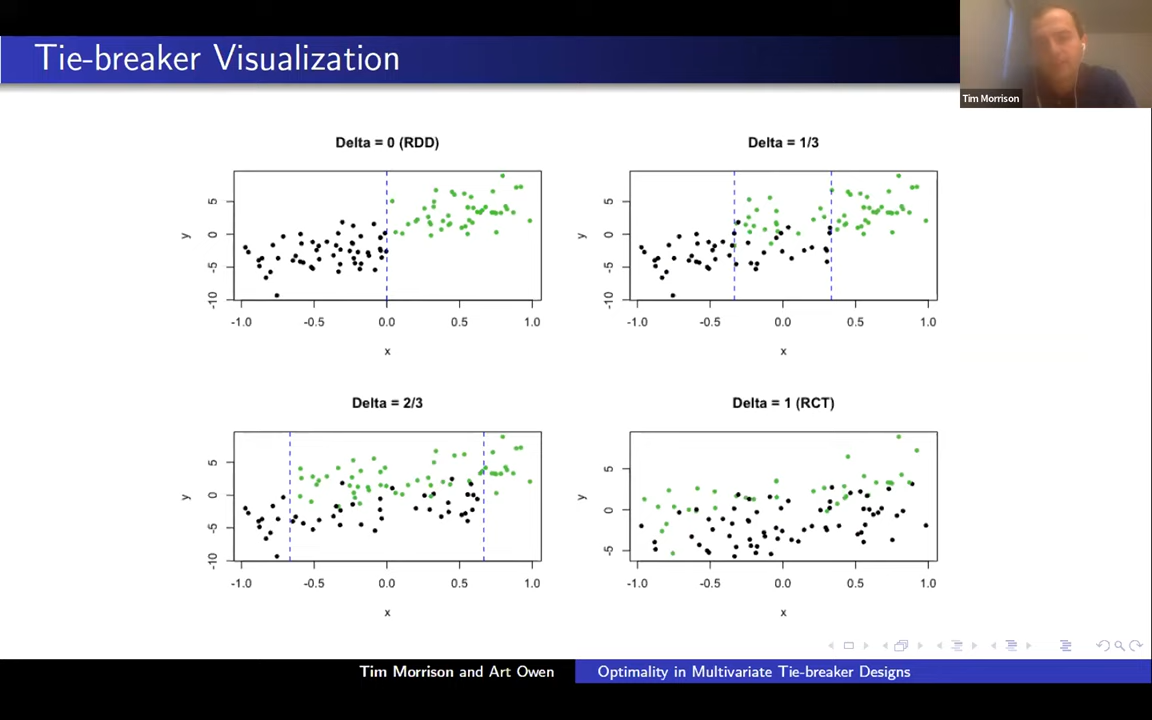 Tie-breaker Visualization
Tim Morrison
Delta = 0 (RDD)
y
5
0
-5
-10
-1.0 -0.5 0.0 0.5 1.0
x
Delta = 1/3
y
5
0
-5
-10
-1.0 -0.5 0.0 0.5 1.0
x
Delta = 2/3
y
5
0
-5
-10
-1.0 -0.5 0.0 0.5 1.0
x
Delta = 1 (RCT)
y
5
0
-5
-1.0 -0.5 0.0 0.5 1.0
x
Tim Morrison and Art Owen Optimality in Multivariate Tie-breaker Designs